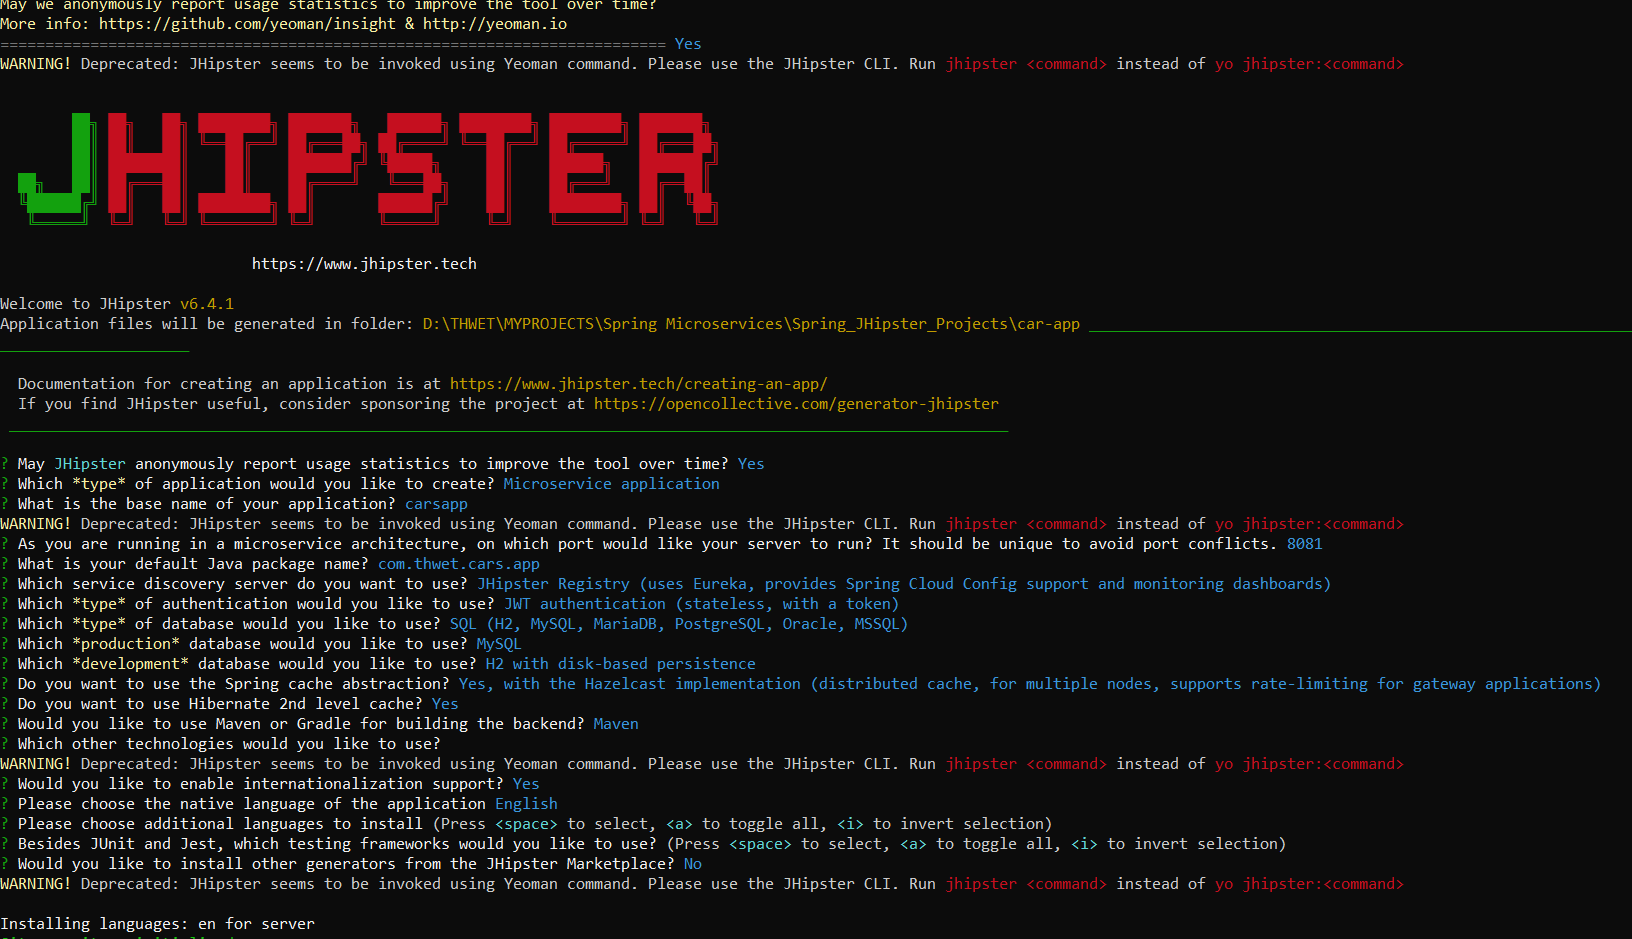 May we anonymously report usage statistics to improve the tool over time?
More info: https://github.com/yeoman/insight & http://yeoman.io
========================================================================== Yes
WARNING! Deprecated: JHipster seems to be invoked using Yeoman command. Please use the JHipster CLI. Run jhipster <command> instead of yo jhipster:<command>
JHIPSTER
https://www.jhipster.tech
Welcome to JHipster v6.4.1
Application files will be generated in folder: D:\THWET\MYPROJECTS\Spring Microservices\Spring_JHipster_Projects\car-app
Documentation for creating an application is at https://www.jhipster.tech/creating-an-app/
If you find JHipster useful, consider sponsoring the project at https://opencollective.com/generator-jhipster
? May JHipster anonymously report usage statistics to improve the tool over time? Yes
? Which *type* of application would you like to create? Microservice application
? What is the base name of your application? carsapp
WARNING! Deprecated: JHipster seems to be invoked using Yeoman command. Please use the JHipster CLI. Run jhipster <command> instead of yo jhipster:<command>
? As you are running in a microservice architecture, on which port would like your server to run? It should be unique to avoid port conflicts. 8081
? What is your default Java package name? com.thwet.cars.app
? Which service discovery server do you want to use? JHipster Registry (uses Eureka, provides Spring Cloud Config support and monitoring dashboards)
? Which *type* of authentication would you like to use? JWT authentication (stateless, with a token)
? Which *type* of database would you like to use? SQL (H2, MySQL, MariaDB, PostgreSQL, Oracle, MSSQL)
? Which *production* database would you like to use? MySQL
? Which *development* database would you like to use? H2 with disk-based persistence
? Do you want to use the Spring cache abstraction? Yes, with the Hazelcast implementation (distributed cache, for multiple nodes, supports rate-limiting for gateway applications)
? Do you want to use Hibernate 2nd level cache? Yes
? Would you like to use Maven or Gradle for building the backend? Maven
? Which other technologies would you like to use?
WARNING! Deprecated: JHipster seems to be invoked using Yeoman command. Please use the JHipster CLI. Run jhipster <command> instead of yo jhipster:<command>
? Would you like to enable internationalization support? Yes
? Please choose the native language of the application English
? Please choose additional languages to install (Press <space> to select, <a> to toggle all, <i> to invert selection)
? Besides JUnit and Jest, which testing frameworks would you like to use? (Press <space> to select, <a> to toggle all, <i> to invert selection)
? Would you like to install other generators from the JHipster Marketplace? No
WARNING! Deprecated: JHipster seems to be invoked using Yeoman command. Please use the JHipster CLI. Run jhipster <command> instead of yo jhipster:<command>
Installing languages: en for server